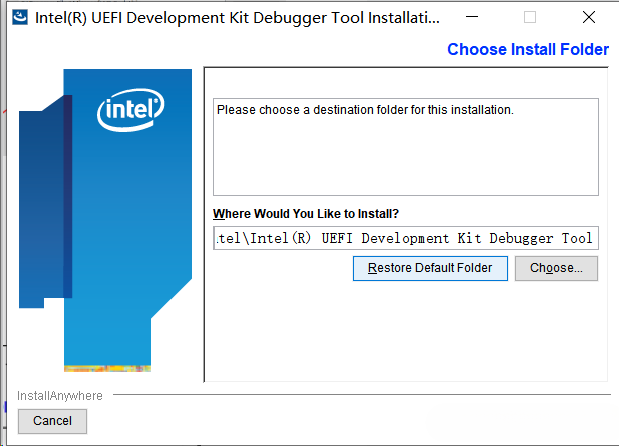 Intel(R) UEFI Development Kit Debugger Tool Installati...
Choose Install Folder
intel
Please choose a destination folder for this installation.
Where Would You Like to Install?
tel\Intel(R) UEFI Development Kit Debugger Tool
Restore Default Folder
Choose...
InstallAnywhere
Cancel